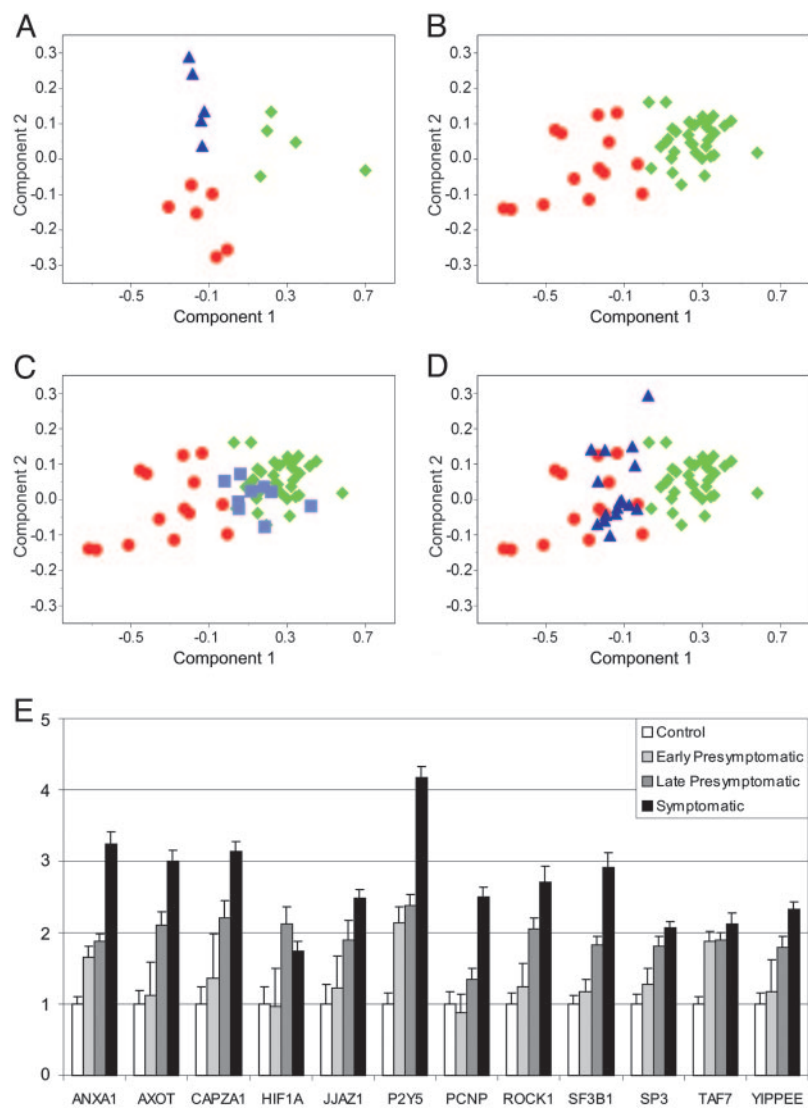 A
B
0.3
0.2
0.1
0.0
-0.1
-0.2
-0.3
Component 2
-0.5 -0.1 0.3 0.7
Component 1
0.3
0.2
0.1
0.0
-0.1
-0.2
-0.3
Component 2
-0.5 -0.1 0.3 0.7
Component 1
C
D
0.3
0.2
0.1
0.0
-0.1
-0.2
-0.3
Component 2
-0.5 -0.1 0.3 0.7
Component 1
0.3
0.2
0.1
0.0
-0.1
-0.2
-0.3
Component 2
-0.5 -0.1 0.3 0.7
Component 1
E
5
4
3
2
1
0
Control
Early Presymptomatic
Late Presymptomatic
Symptomatic
ANXA1 AXOT CAPZA1 HIF1A JJAZ1 P2Y5 PCNP ROCK1 SF3B1 SP3 TAF7 YIPPEE